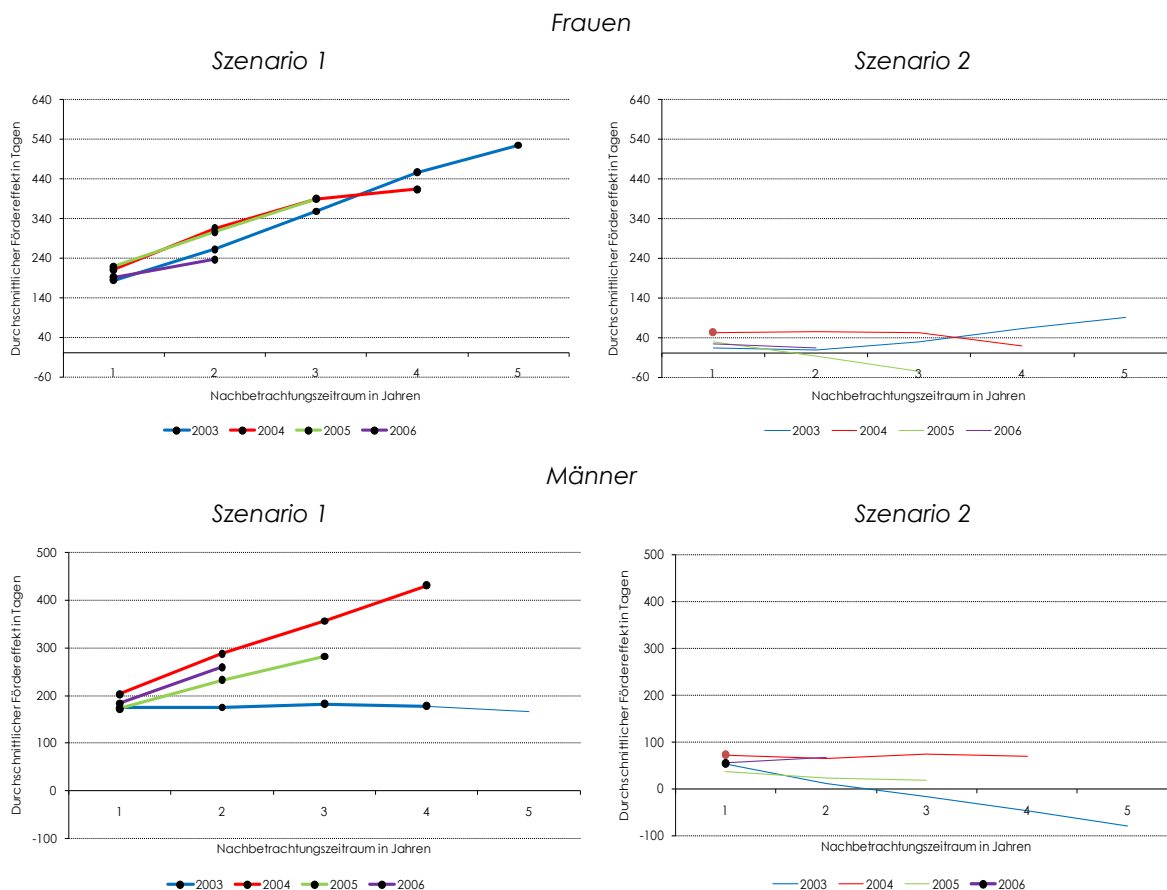 Frauen
Szenario 1
Szenario 2
Durchschnittlicher Fördereffekt in Tagen
640
540
440
340
240
140
40
-60
1 2 3 4 5
Nachbetrachtungszeitraum in Jahren
2003 2004 2005 2006
Durchschnittlicher Fördereffekt in Tagen
640
540
440
340
240
140
40
-60
1 2 3 4 5
Nachbetrachtungszeitraum in Jahren
2003 2004 2005 2006
Männer
Szenario 1
Szenario 2
Durchschnittlicher Fördereffekt in Tagen
500
400
300
200
100
0
-100
1 2 3 4 5
Nachbetrachtungszeitraum in Jahren
2003 2004 2005 2006
Durchschnittlicher Fördereffekt in Tagen
500
400
300
200
100
0
-100
1 2 3 4 5
Nachbetrachtungszeitraum in Jahren
2003 2004 2005 2006